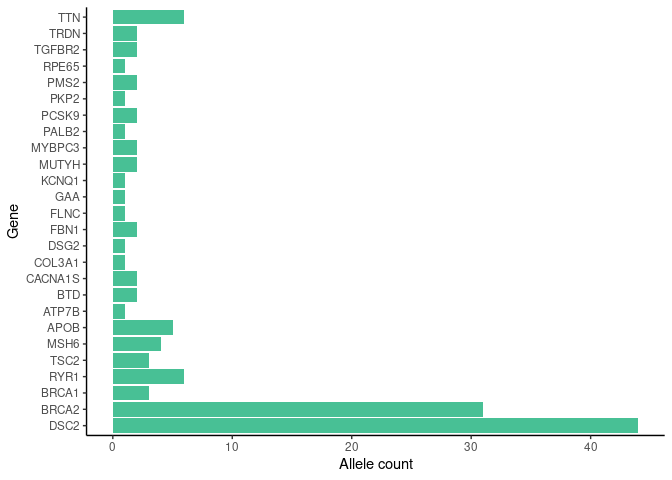 TTN
TRDN
TGFBR2
RPE65
PMS2
PKP2
PCSK9
PALB2
MYBPC3
MUTYH
KCNQ1
GAA
FLNC
FBN1
DSG2
COL3A1
CACNA1S
BTD
ATP7B
APOB
MSH6
TSC2
RYR1
BRCA1
BRCA2
DSC2
Gene
0 10 20 30 40
Allele count